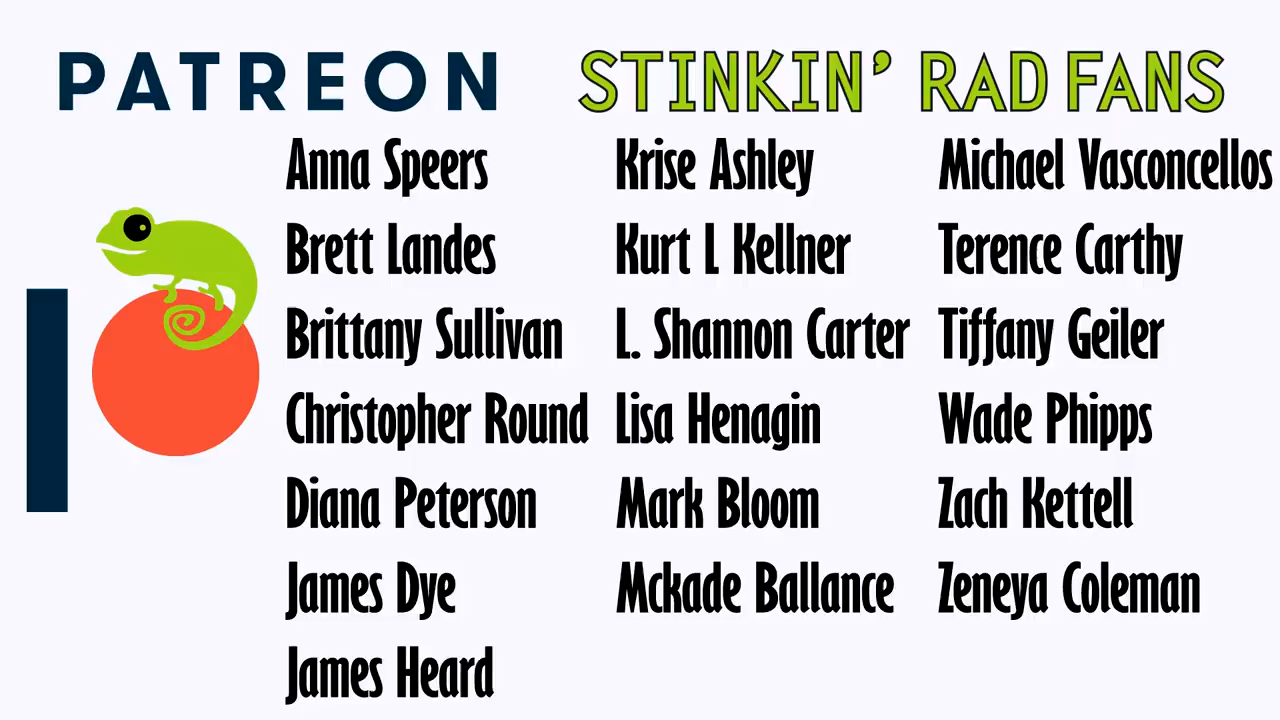 PATREON
STINKIN' RAD FANS
Anna Speers
Brett Landes
Brittany Sullivan
Christopher Round
Diana Peterson
James Dye
James Heard
Krise Ashley
Kurt L Kellner
L. Shannon Carter
Lisa Henagin
Mark Bloom
Mckade Ballance
Michael Vasconcellos
Terence Carthy
Tiffany Geiler
Wade Phipps
Zach Kettell
Zeneya Coleman